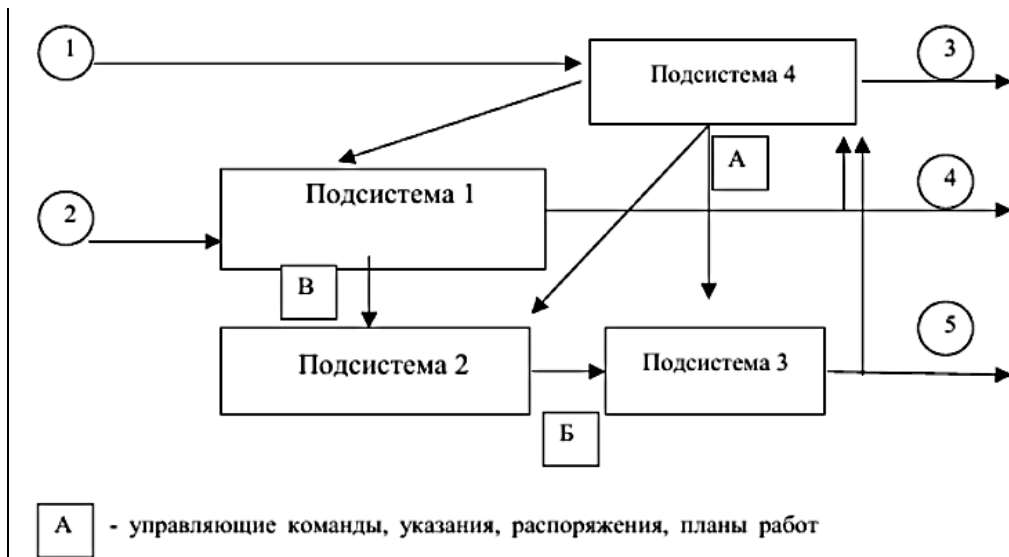 1
3
Подсистема 4
А
Подсистема 1
4
2
В
5
Подсистема 2
Подсистема 3
Б
А - управляющие команды, указания, распоряжения, планы работ